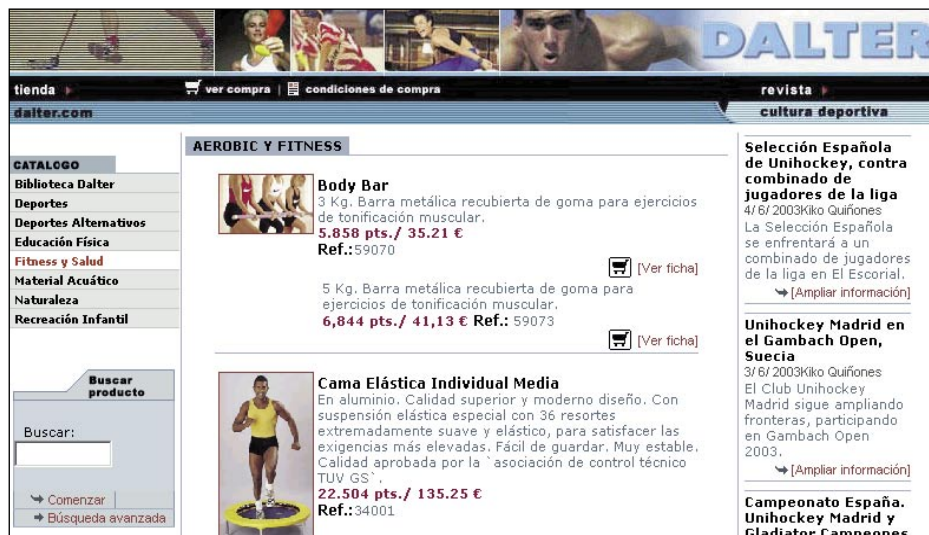 DALTER
tienda
ver compra | condiciones de compra
revista
dalter.com
cultura deportiva
CATALOGO
Biblioteca Dalter
Deportes
Deportes Alternativos
Educación Física
Fitness y Salud
Material Acuático
Naturaleza
Recreación Infantil
Buscar
producto
Buscar:
Comenzar
Búsqueda avanzada
AEROBIC Y FITNESS
Body Bar
3 Kg. Barra metálica recubierta de goma para ejercicios
de tonificación muscular.
5.858 pts./ 35.21 €
Ref.:59070
[Ver ficha]
5 Kg. Barra metálica recubierta de goma para
ejercicios de tonificación muscular.
6,844 pts./ 41,13 € Ref.: 59073
[Ver ficha]
Cama Elástica Individual Media
En aluminio. Calidad superior y moderno diseño. Con
suspensión elástica especial con 36 resortes
extremadamente suave y elástico, para satisfacer las
exigencias más elevadas. Fácil de guardar. Muy estable.
Calidad aprobada por la `asociación de control técnico
TUV GS`.
22.504 pts./ 135.25 €
Ref.:34001
Selección Española
de Unihockey, contra
combinado de
jugadores de la liga
4/ 6/ 2003Kiko Quiñones
La Selección Española
se enfrentará a un
combinado de jugadores
de la liga en El Escorial.
[Ampliar información]
Unihockey Madrid en
el Gambach Open,
Suecia
3/ 6/ 2003Kiko Quiñones
El Club Unihockey
Madrid sigue ampliando
fronteras, participando
en Gambach Open
2003.
[Ampliar información]
Campeonato España.
Unihockey Madrid y
Gladiator Campeones